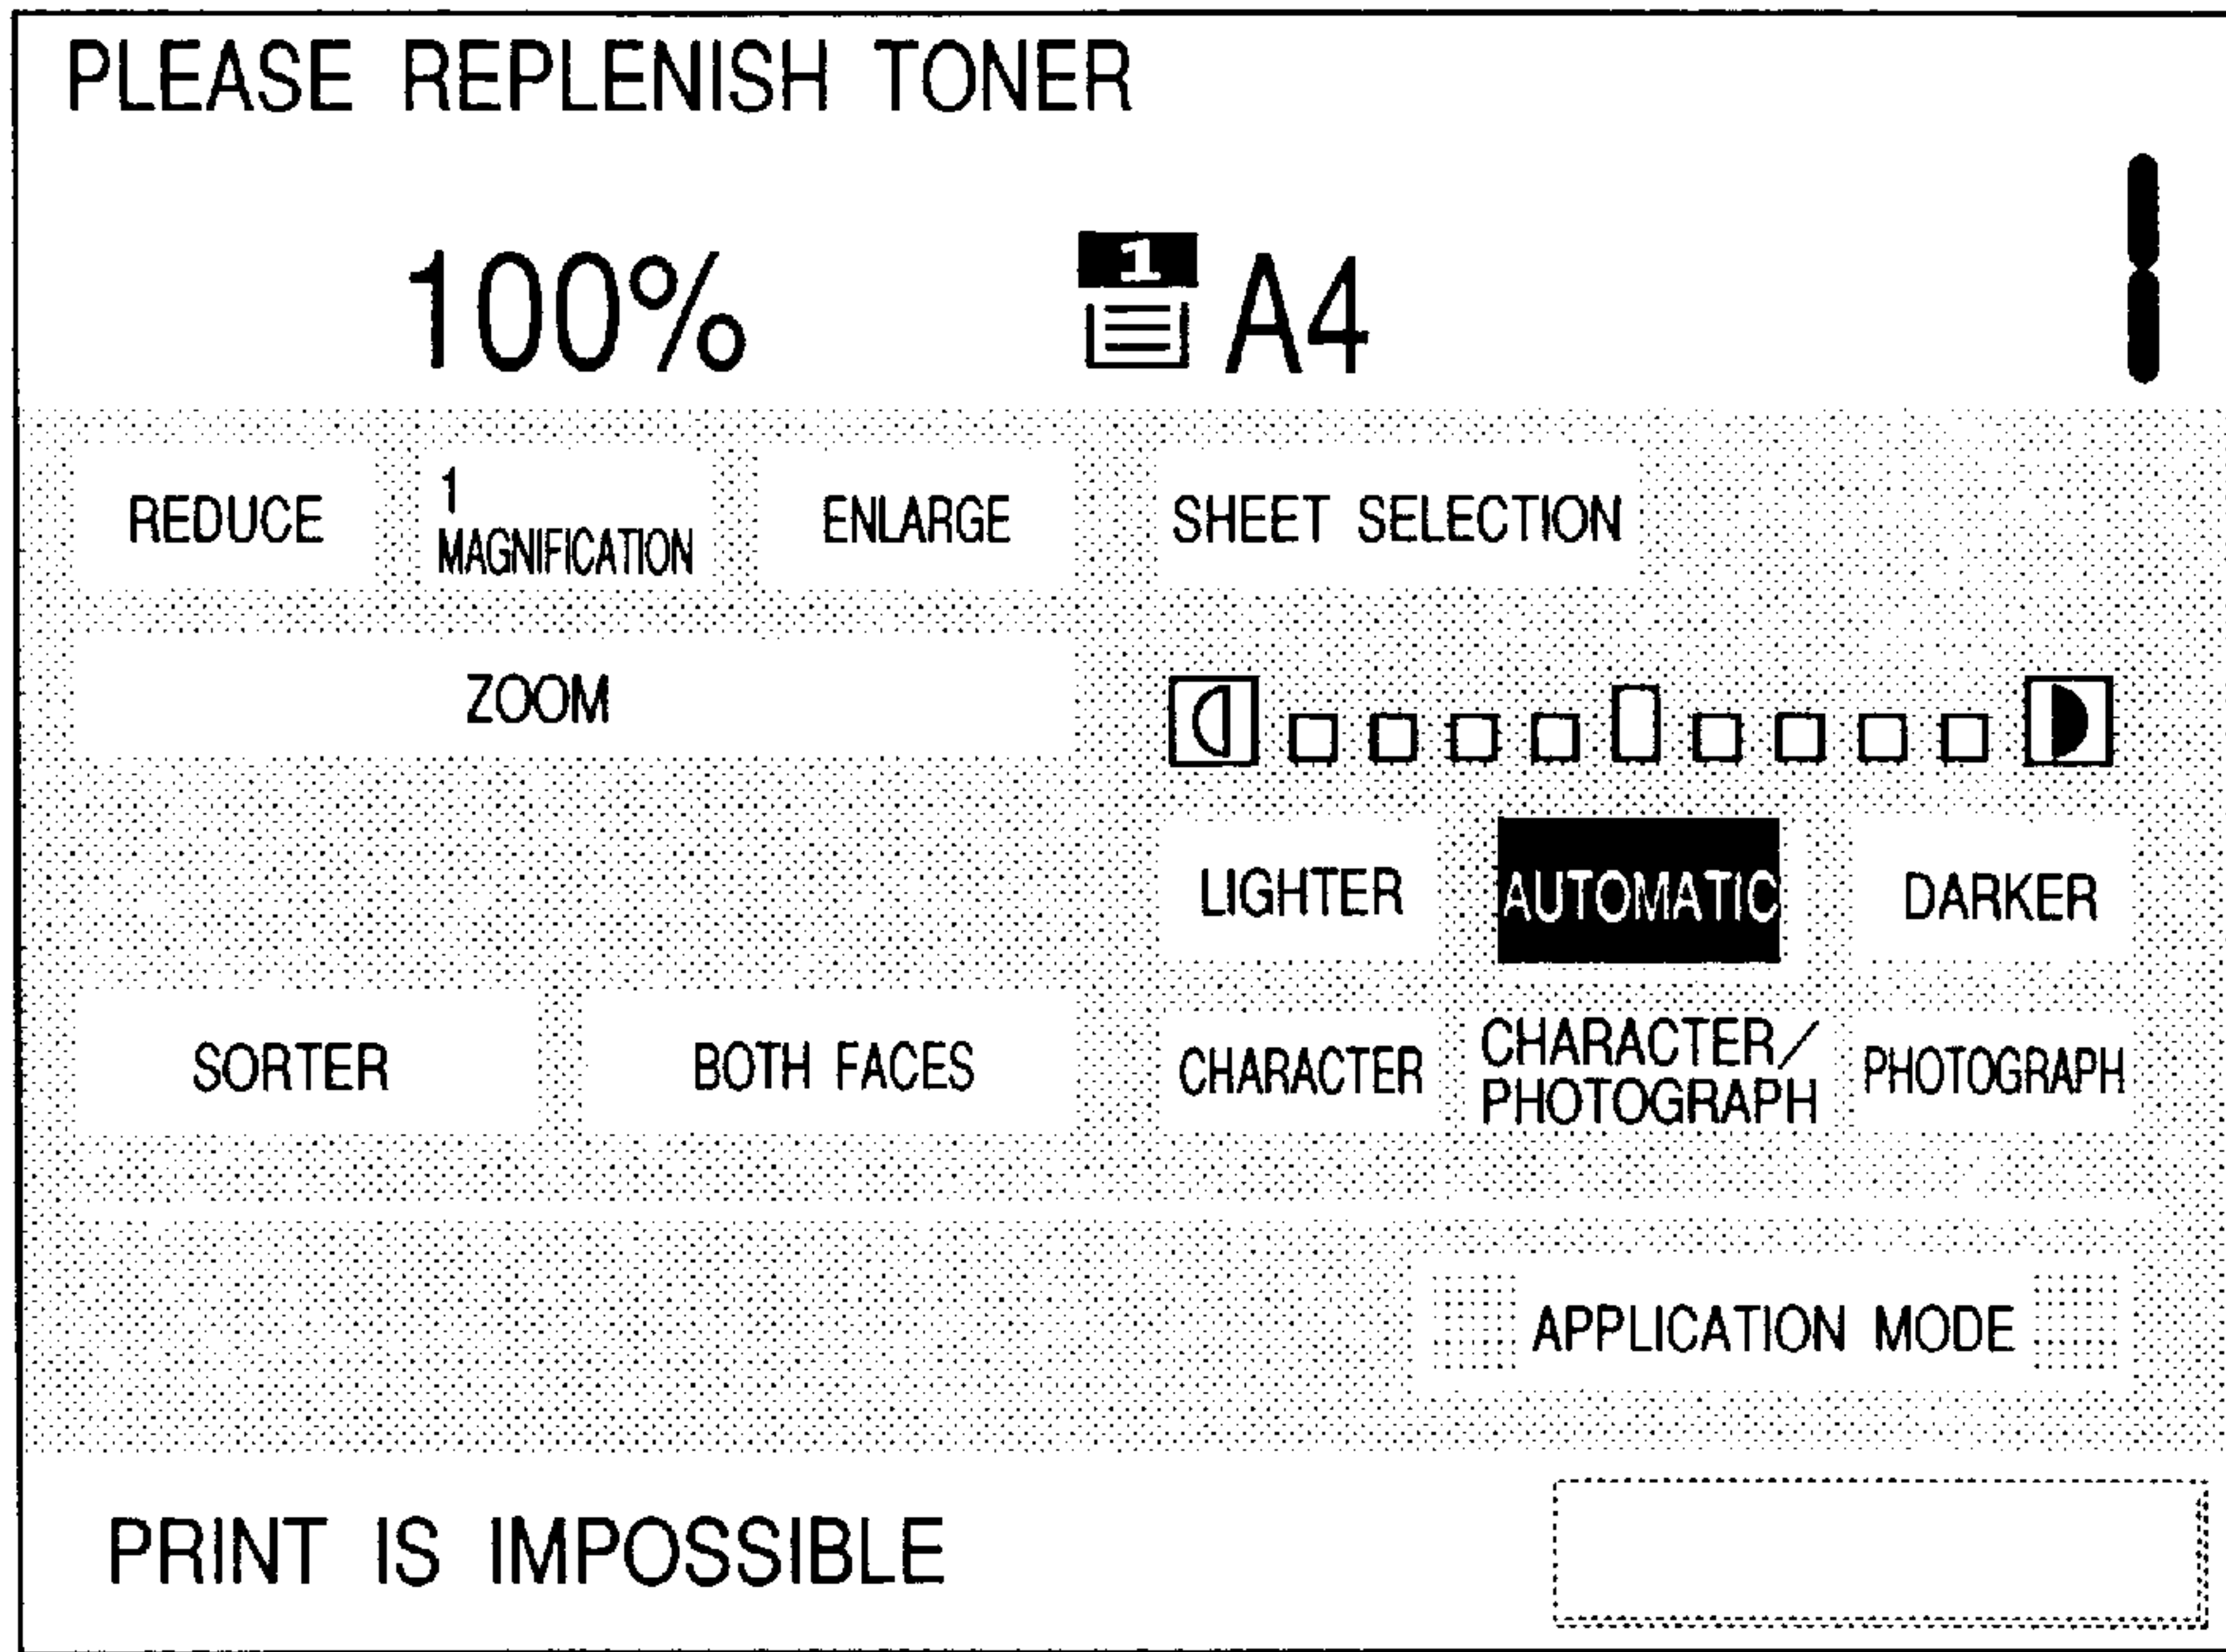 PLEASE REPLENISH TONER
100%
1
A4
1
REDUCE
1
MAGNIFICATION
ENLARGE
SHEET SELECTION
ZOOM
LIGHTER
AUTOMATIC
DARKER
SORTER
BOTH FACES
CHARACTER
CHARACTER/
PHOTOGRAPH
PHOTOGRAPH
APPLICATION MODE
PRINT IS IMPOSSIBLE